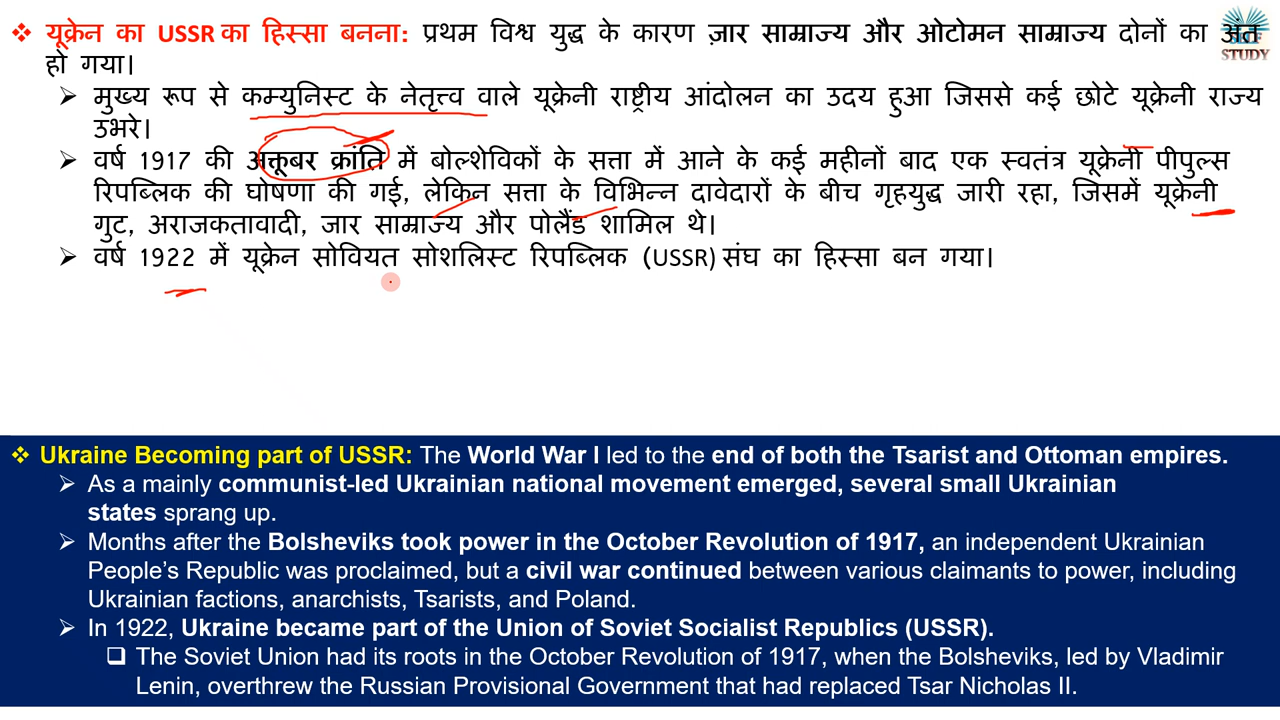 ❖ यूक्रेन का USSR का हिस्सा बनना: प्रथम विश्व युद्ध के कारण ज़ार साम्राज्य और ओटोमन साम्राज्य दोनों का अंत
हो गया।
STUDY
➢ मुख्य रूप से कम्युनिस्ट के नेतृत्त्व वाले यूक्रेनी राष्ट्रीय आंदोलन का उदय हुआ जिससे कई छोटे यूक्रेनी राज्य
उभरे।
➢ वर्ष 1917 की अक्तूबर क्रांति में बोल्शेविकों के सत्ता में आने के कई महीनों बाद एक स्वतंत्र यूक्रेनी पीपुल्स
रिपब्लिक की घोषणा की गई, लेकिन सत्ता के विभिन्न दावेदारों के बीच गृहयुद्ध जारी रहा, जिसमें यूक्रेनी
गुट, अराजकतावादी, जार साम्राज्य और पोलैंड शामिल थे।
➢ वर्ष 1922 में यूक्रेन सोवियत सोशलिस्ट रिपब्लिक (USSR) संघ का हिस्सा बन गया।
❖ Ukraine Becoming part of USSR: The World War I led to the end of both the Tsarist and Ottoman empires.
➢ As a mainly communist-led Ukrainian national movement emerged, several small Ukrainian
states sprang up.
➢ Months after the Bolsheviks took power in the October Revolution of 1917, an independent Ukrainian
People's Republic was proclaimed, but a civil war continued between various claimants to power, including
Ukrainian factions, anarchists, Tsarists, and Poland.
➢ In 1922, Ukraine became part of the Union of Soviet Socialist Republics (USSR).
❑ The Soviet Union had its roots in the October Revolution of 1917, when the Bolsheviks, led by Vladimir
Lenin, overthrew the Russian Provisional Government that had replaced Tsar Nicholas II.